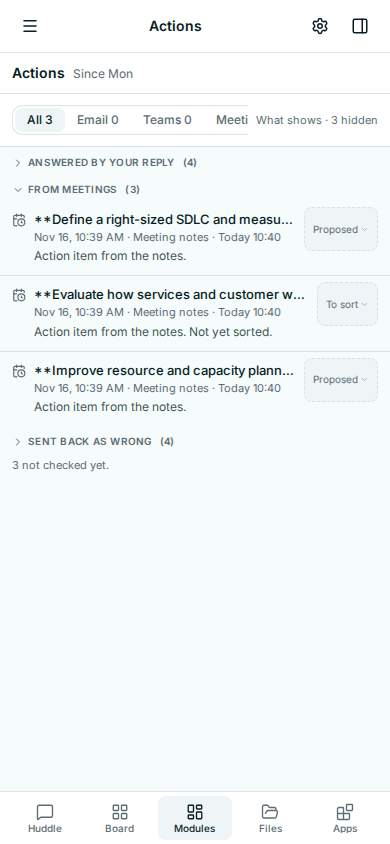 Actions
Actions Since Mon
All 3 Email 0 Teams 0 Meeti What shows · 3 hidden
ANSWERED BY YOUR REPLY (4)
FROM MEETINGS (3)
**Define a right-sized SDLC and measu... Proposed
Nov 16, 10:39 AM · Meeting notes · Today 10:40
Action item from the notes.
**Evaluate how services and customer w... To sort
Nov 16, 10:39 AM · Meeting notes · Today 10:40
Action item from the notes. Not yet sorted.
**Improve resource and capacity plann... Proposed
Nov 16, 10:39 AM · Meeting notes · Today 10:40
Action item from the notes.
SENT BACK AS WRONG (4)
3 not checked yet.
Huddle Board Modules Files Apps